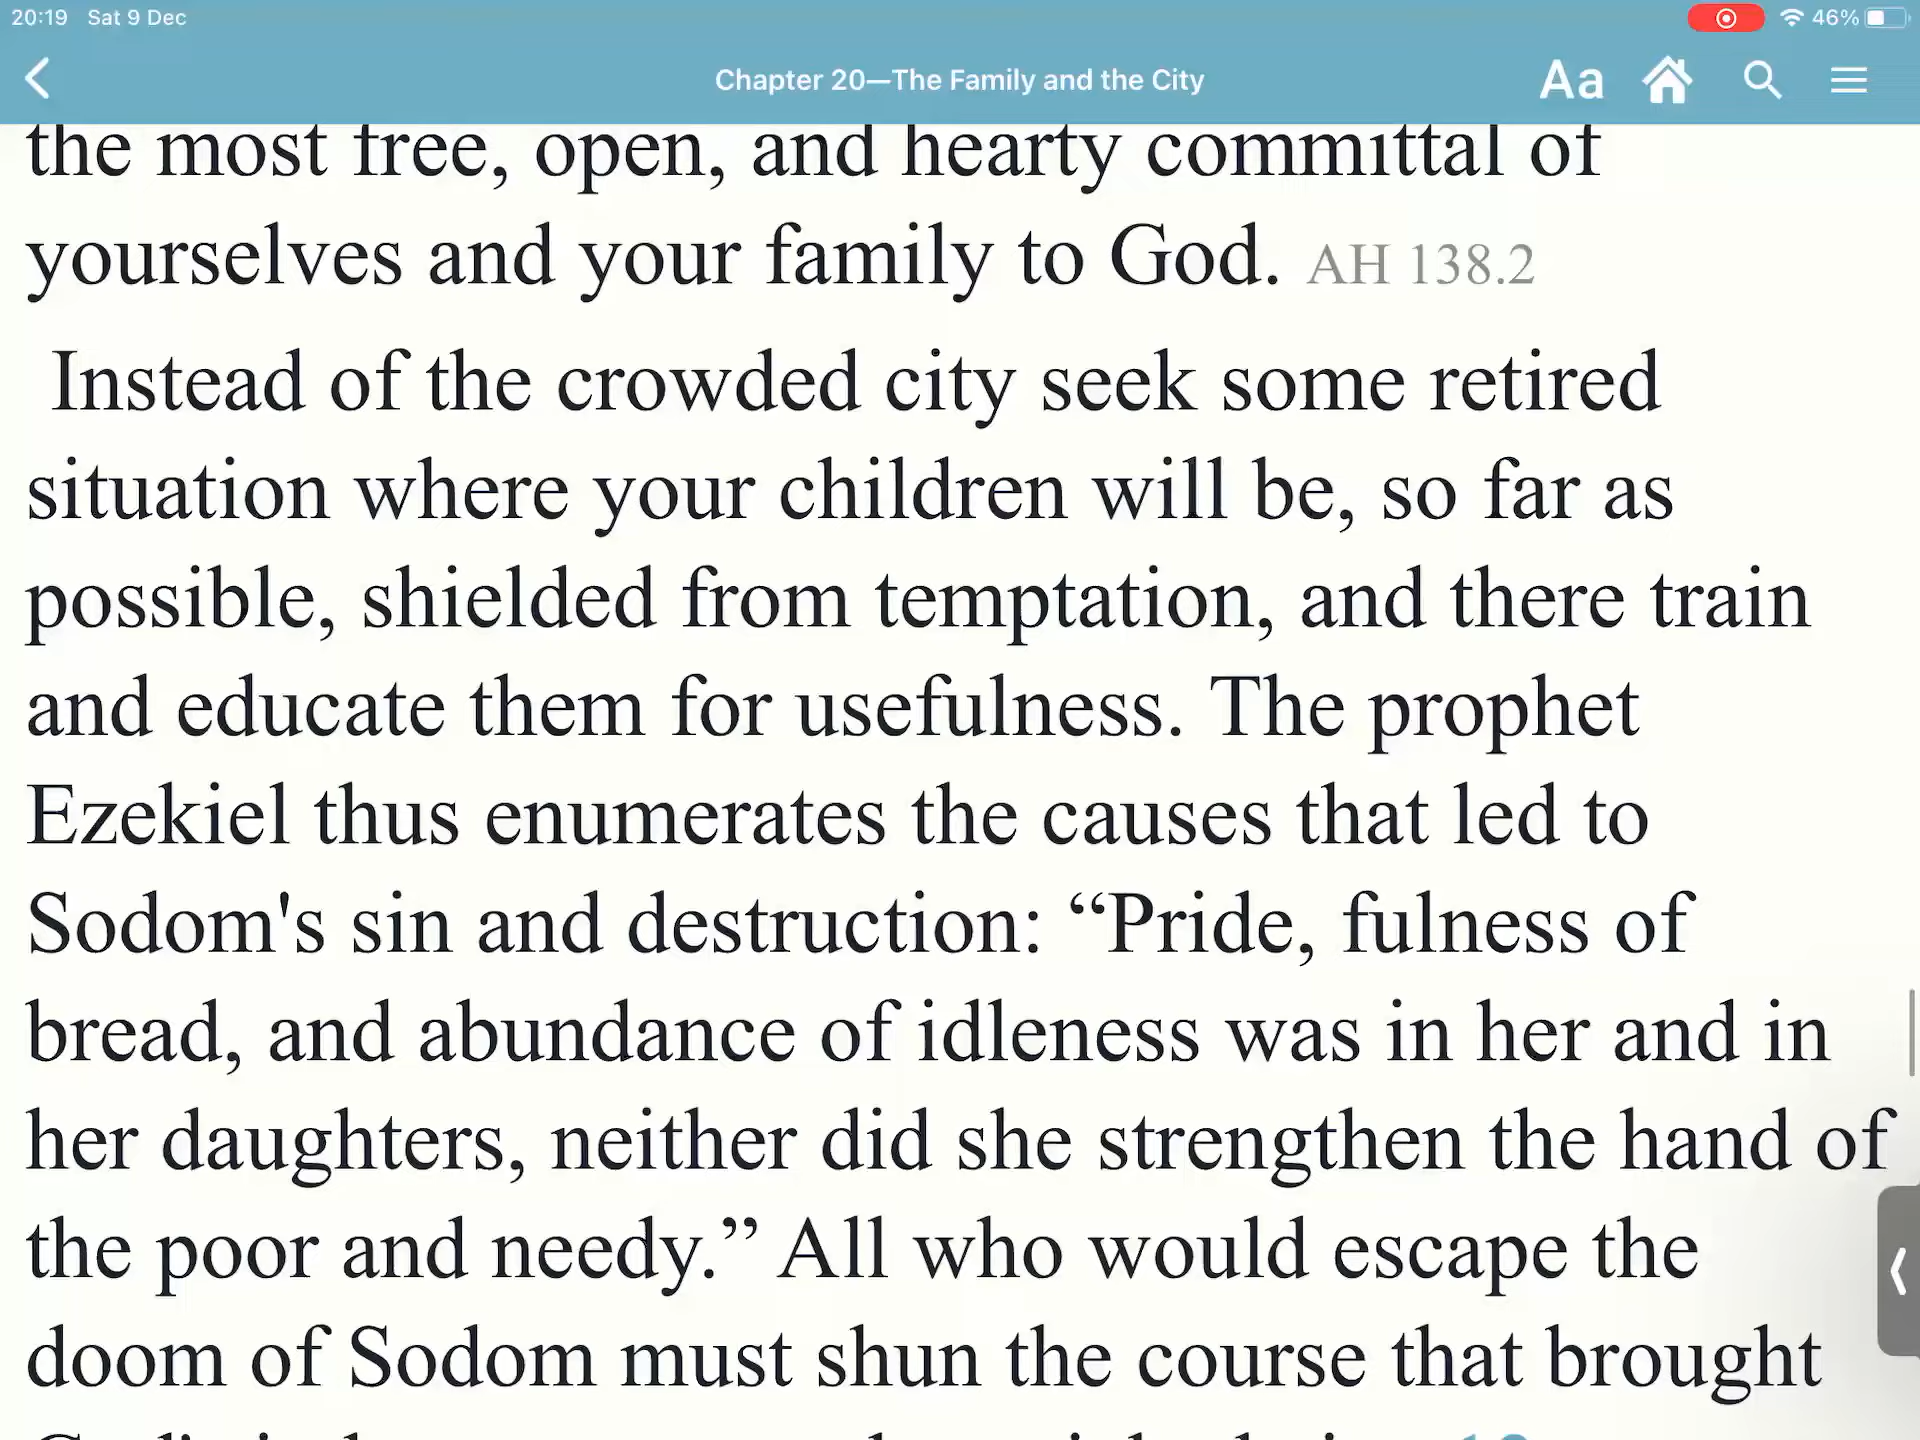 20:19 Sat 9 Dec
46%
Chapter 20—The Family and the City
Aa
the most free, open, and hearty committal of
yourselves and your family to God. AH 138.2
Instead of the crowded city seek some retired
situation where your children will be, so far as
possible, shielded from temptation, and there train
and educate them for usefulness. The prophet
Ezekiel thus enumerates the causes that led to
Sodom's sin and destruction: “Pride, fulness of
bread, and abundance of idleness was in her and in
her daughters, neither did she strengthen the hand of
the poor and needy.” All who would escape the
doom of Sodom must shun the course that brought